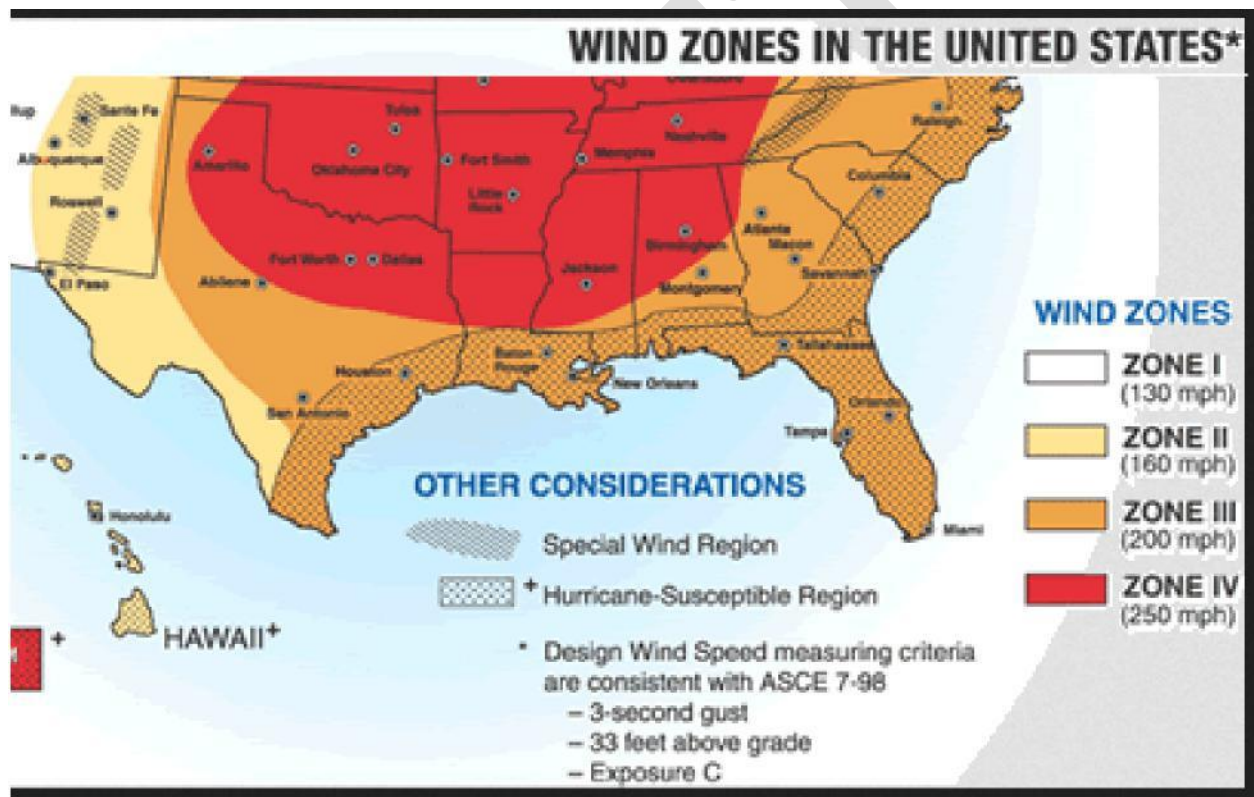 WIND ZONES IN THE UNITED STATES*
Santa Fe
Tulsa
Nashville
Raleigh
Albuquerque
Amarillo
Oklahoma City
Fort Smith
Memphis
Columbia
Roswell
Little
Rock
Atlanta
Macon
Birmingham
El Paso
Abilene
Fort Worth
Dallas
Jackson
Montgomery
Savannah
WIND ZONES
ZONE I
(130 mph)
Houston
Baton
Rouge
New Orleans
Tallahassee
San Antonio
Orlando
Tampa
ZONE II
(160 mph)
OTHER CONSIDERATIONS
Honolulu
Special Wind Region
Miami
ZONE III
(200 mph)
+ Hurricane-Susceptible Region
ZONE IV
(250 mph)
+
HAWAII+
* Design Wind Speed measuring criteria
are consistent with ASCE 7-98
– 3-second gust
– 33 feet above grade
– Exposure C